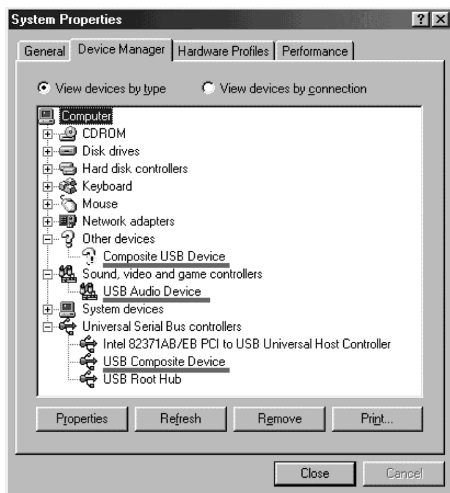 System Properties
General Device Manager Hardware Profiles Performance
View devices by type View devices by connection
Computer
CDROM
Disk drives
Hard disk controllers
Keyboard
Mouse
Network adapters
Other devices
Composite USB Device
Sound, video and game controllers
USB Audio Device
System devices
Universal Serial Bus controllers
Intel 82371AB/EB PCI to USB Universal Host Controller
USB Composite Device
USB Root Hub
Properties Refresh Remove Print...
Close Cancel